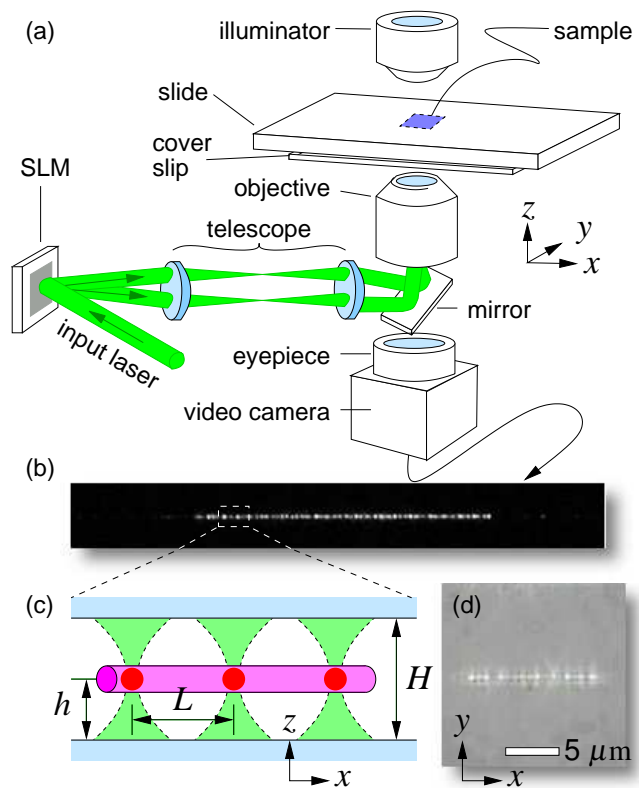 (a)
illuminator
sample
slide
cover
slip
SLM
objective
telescope
z
y
x
mirror
input laser
eyepiece
video camera
(b)
(c)
(d)
H
h
L
z
x
y
x
5 μm